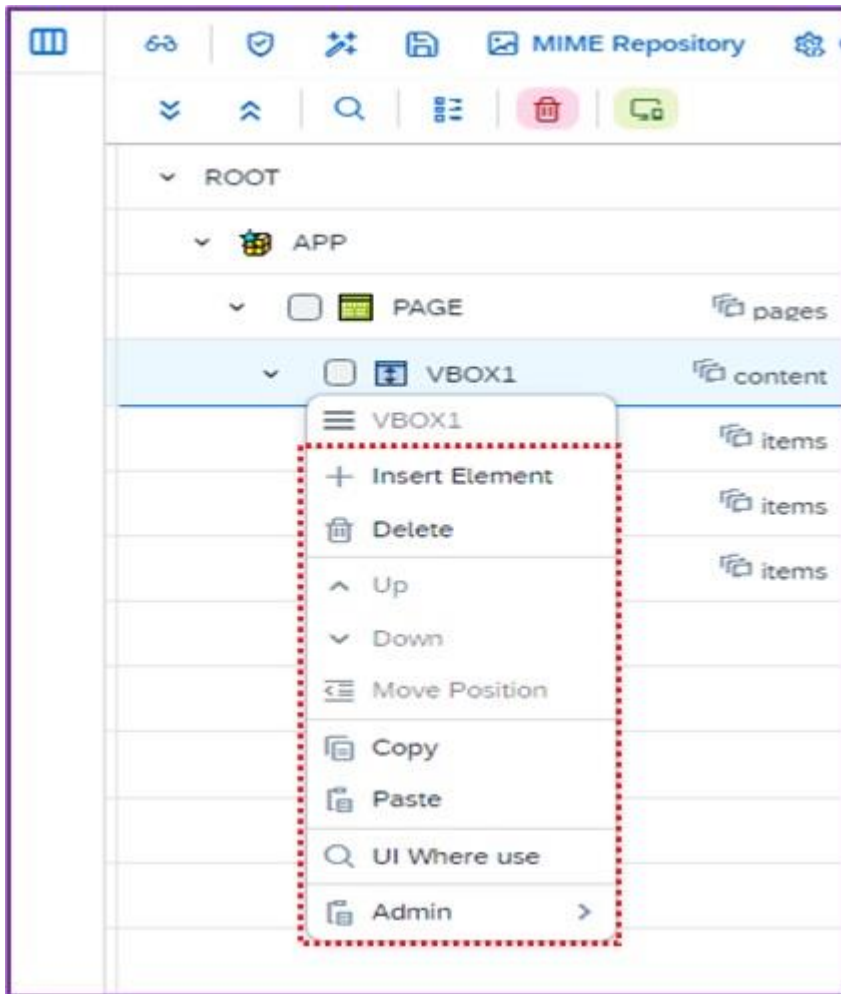 MIME Repository
ROOT
APP
PAGE pages
VBOX1 content
VBOX1
items
Insert Element
items
Delete
items
Up
Down
Move Position
Copy
Paste
UI Where use
Admin